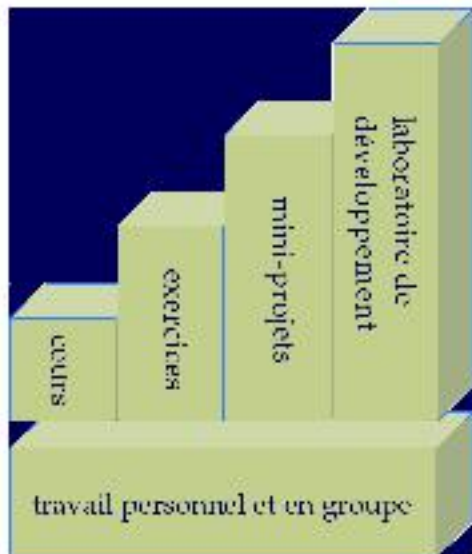 cours
exercices
mini-projets
laboratoire de
développement
travail personnel et en groupe